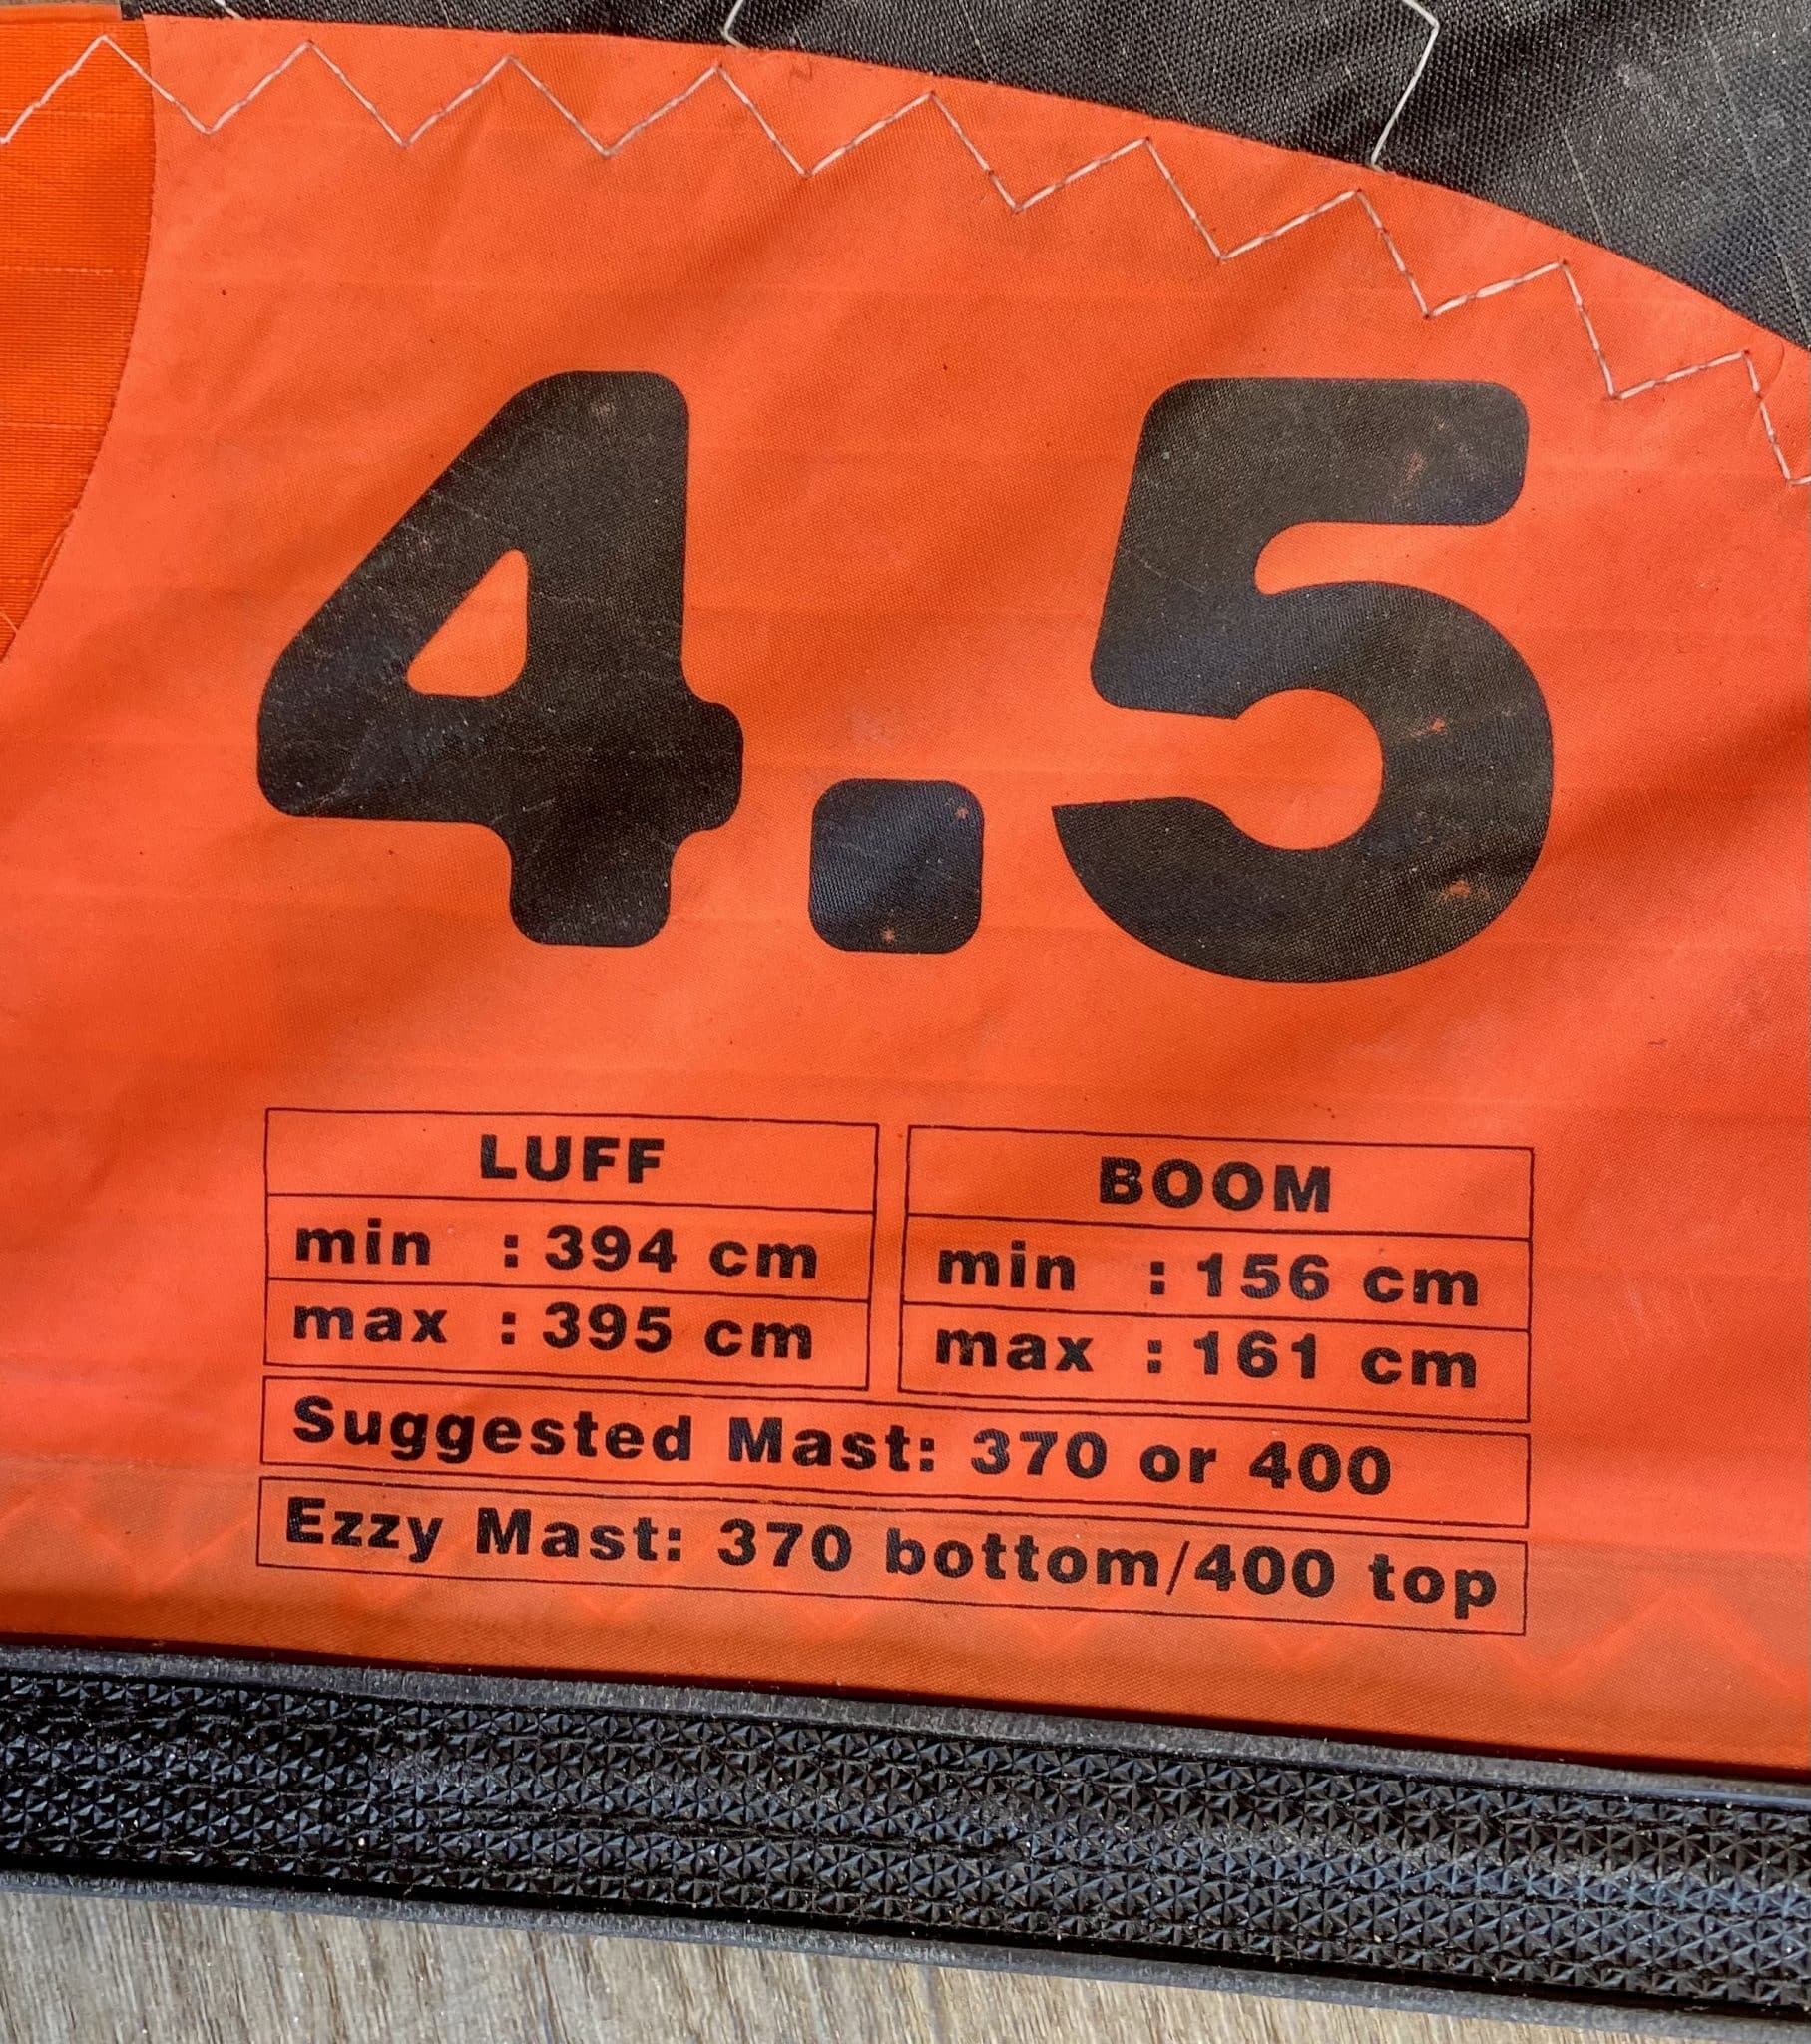 4.5
LUFF
min : 394 cm
max : 395 cm
BOOM
min : 156 cm
max : 161 cm
Suggested Mast: 370 or 400
Ezzy Mast: 370 bottom/400 top